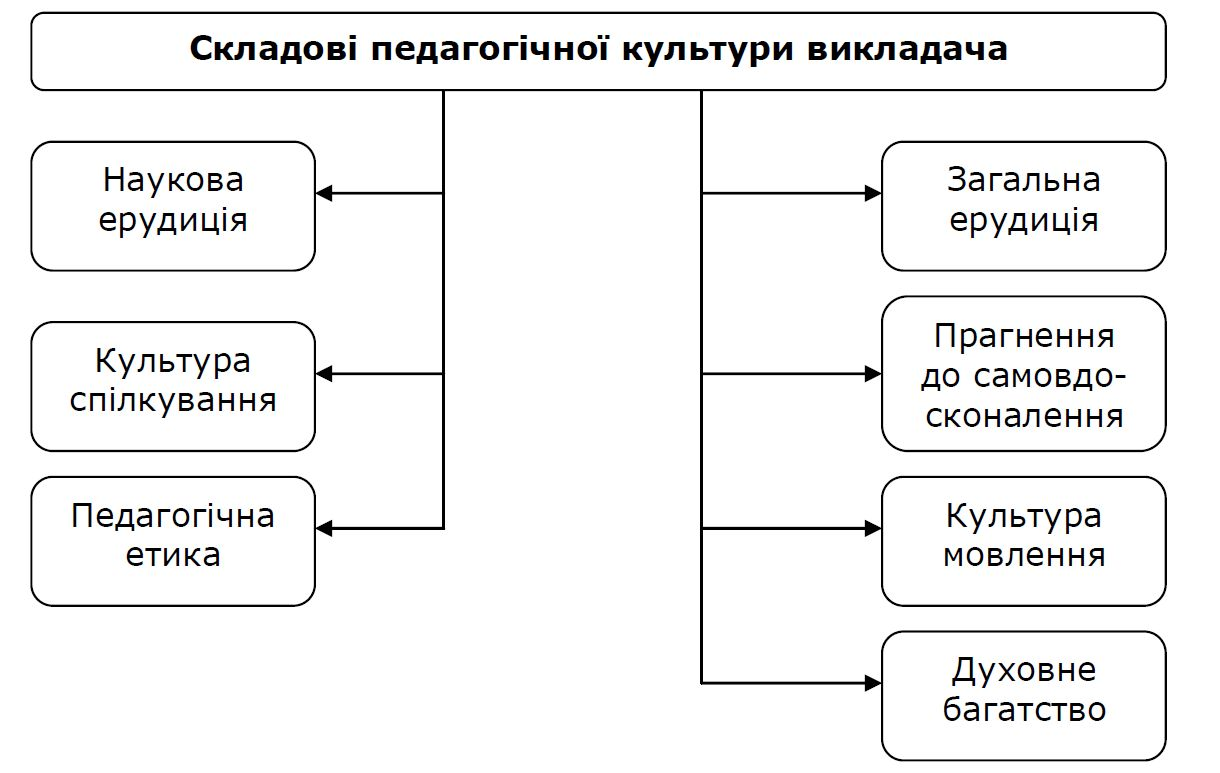 Складові педагогічної культури викладача
Наукова
ерудиція
Культура
спілкування
Педагогічна
етика
Загальна
ерудиція
Прагнення
до самовдо-
сконалення
Культура
мовлення
Духовне
багатство